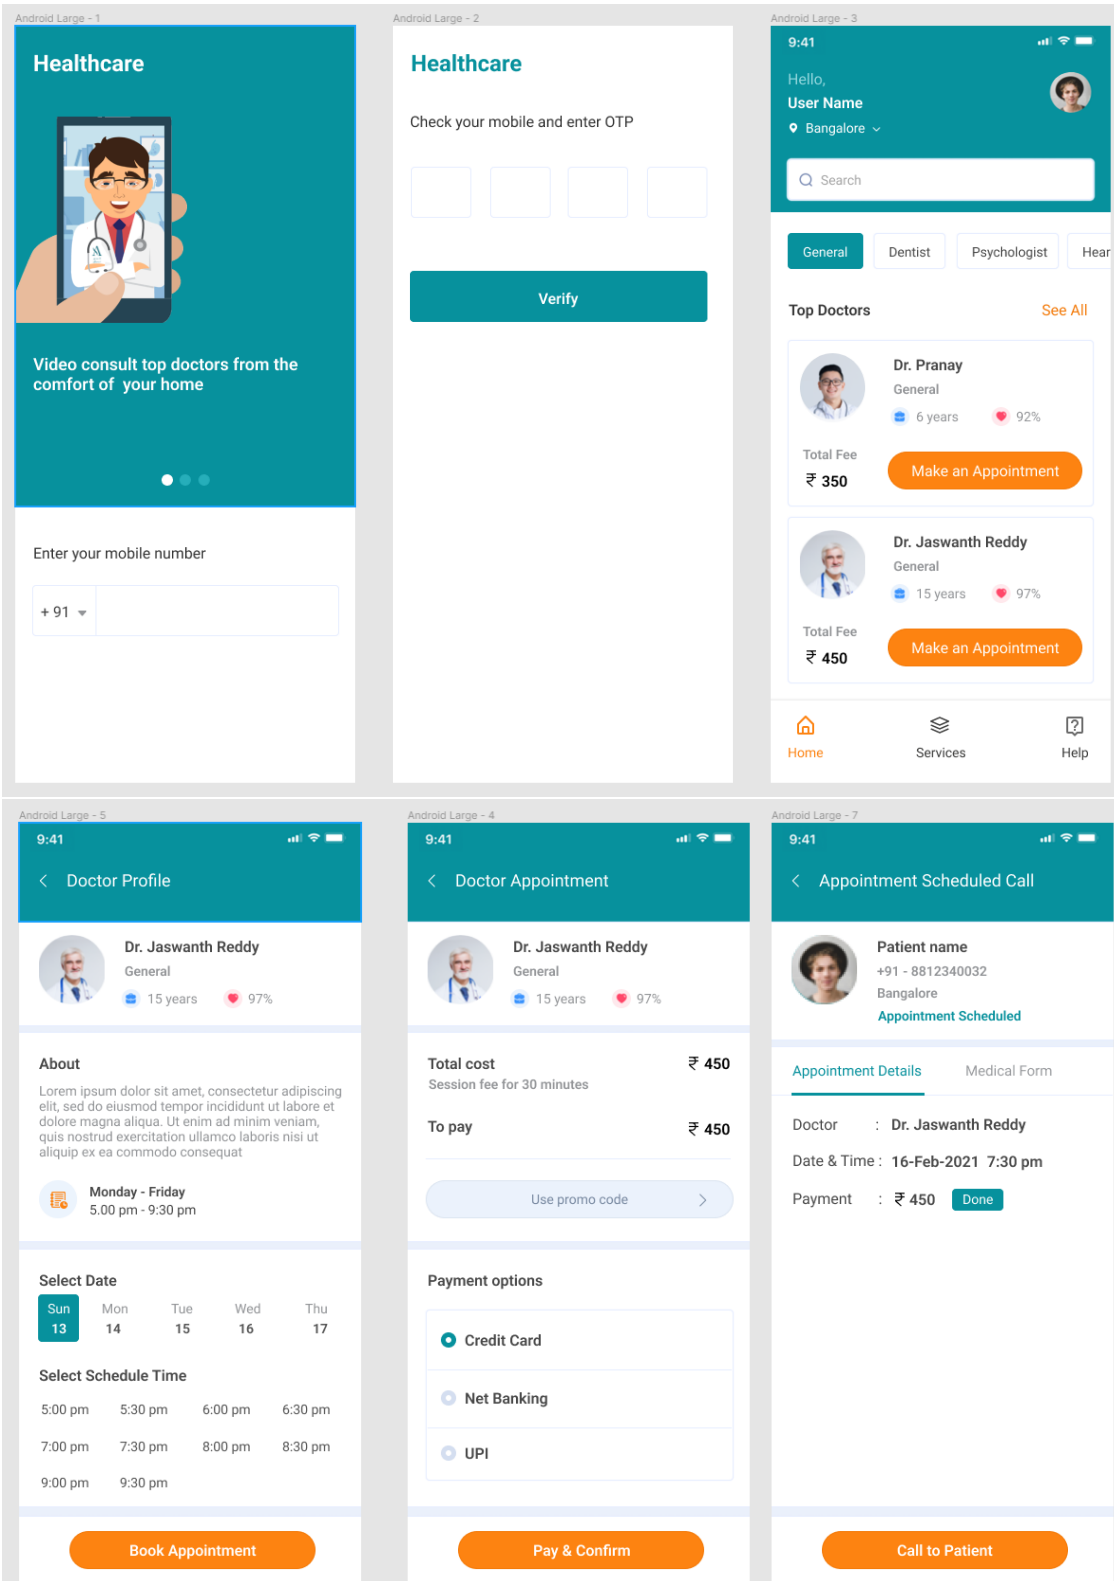 Android Large - 1
Healthcare
Video consult top doctors from the
comfort of your home
Enter your mobile number
+ 91
Android Large - 2
Healthcare
Check your mobile and enter OTP
Verify
Android Large - 3
9:41
Hello,
User Name
Bangalore
Search
General Dentist Psychologist Hear
Top Doctors See All
Dr. Pranay
General
6 years 92%
Total Fee
₹ 350
Make an Appointment
Dr. Jaswanth Reddy
General
15 years 97%
Total Fee
₹ 450
Make an Appointment
Home Services Help
Android Large - 5
9:41
Doctor Profile
Dr. Jaswanth Reddy
General
15 years 97%
About
Lorem ipsum dolor sit amet, consectetur adipiscing
elit, sed do eiusmod tempor incididunt ut labore et
dolore magna aliqua. Ut enim ad minim veniam,
quis nostrud exercitation ullamco laboris nisi ut
aliquip ex ea commodo consequat
Monday - Friday
5.00 pm - 9:30 pm
Select Date
Sun Mon Tue Wed Thu
13 14 15 16 17
Select Schedule Time
5:00 pm 5:30 pm 6:00 pm 6:30 pm
7:00 pm 7:30 pm 8:00 pm 8:30 pm
9:00 pm 9:30 pm
Book Appointment
Android Large - 4
9:41
Doctor Appointment
Dr. Jaswanth Reddy
General
15 years 97%
Total cost ₹ 450
Session fee for 30 minutes
To pay ₹ 450
Use promo code
Payment options
Credit Card
Net Banking
UPI
Pay & Confirm
Android Large - 7
9:41
Appointment Scheduled Call
Patient name
+91 - 8812340032
Bangalore
Appointment Scheduled
Appointment Details Medical Form
Doctor : Dr. Jaswanth Reddy
Date & Time : 16-Feb-2021 7:30 pm
Payment : ₹ 450 Done
Call to Patient